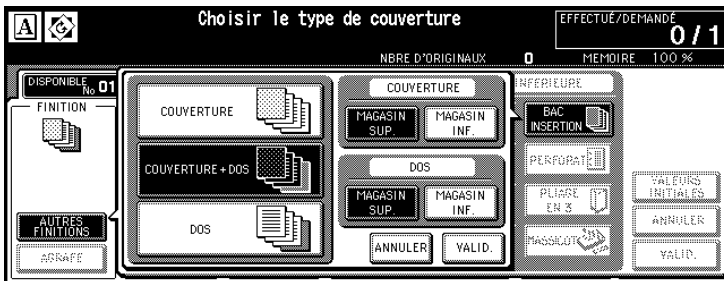 A
Choisir le type de couverture
EFFECTUÉ/DEMANDÉ
0 / 1
NBRE D'ORIGINAUX 0 MEMOIRE 100 %
DISPONIBLE
No 01
FINITION
AUTRES
FINITIONS
AGRAFE
COUVERTURE
COUVERTURE + DOS
DOS
COUVERTURE
MAGASIN
SUP.
MAGASIN
INF.
DOS
MAGASIN
SUP.
MAGASIN
INF.
ANNULER
VALID.
INFERIEURE
BAC
INSERTION
PERFORAT
PLIAGE
EN 3
MASSICOT
VALEURS
INITIALES
ANNULER
VALID.